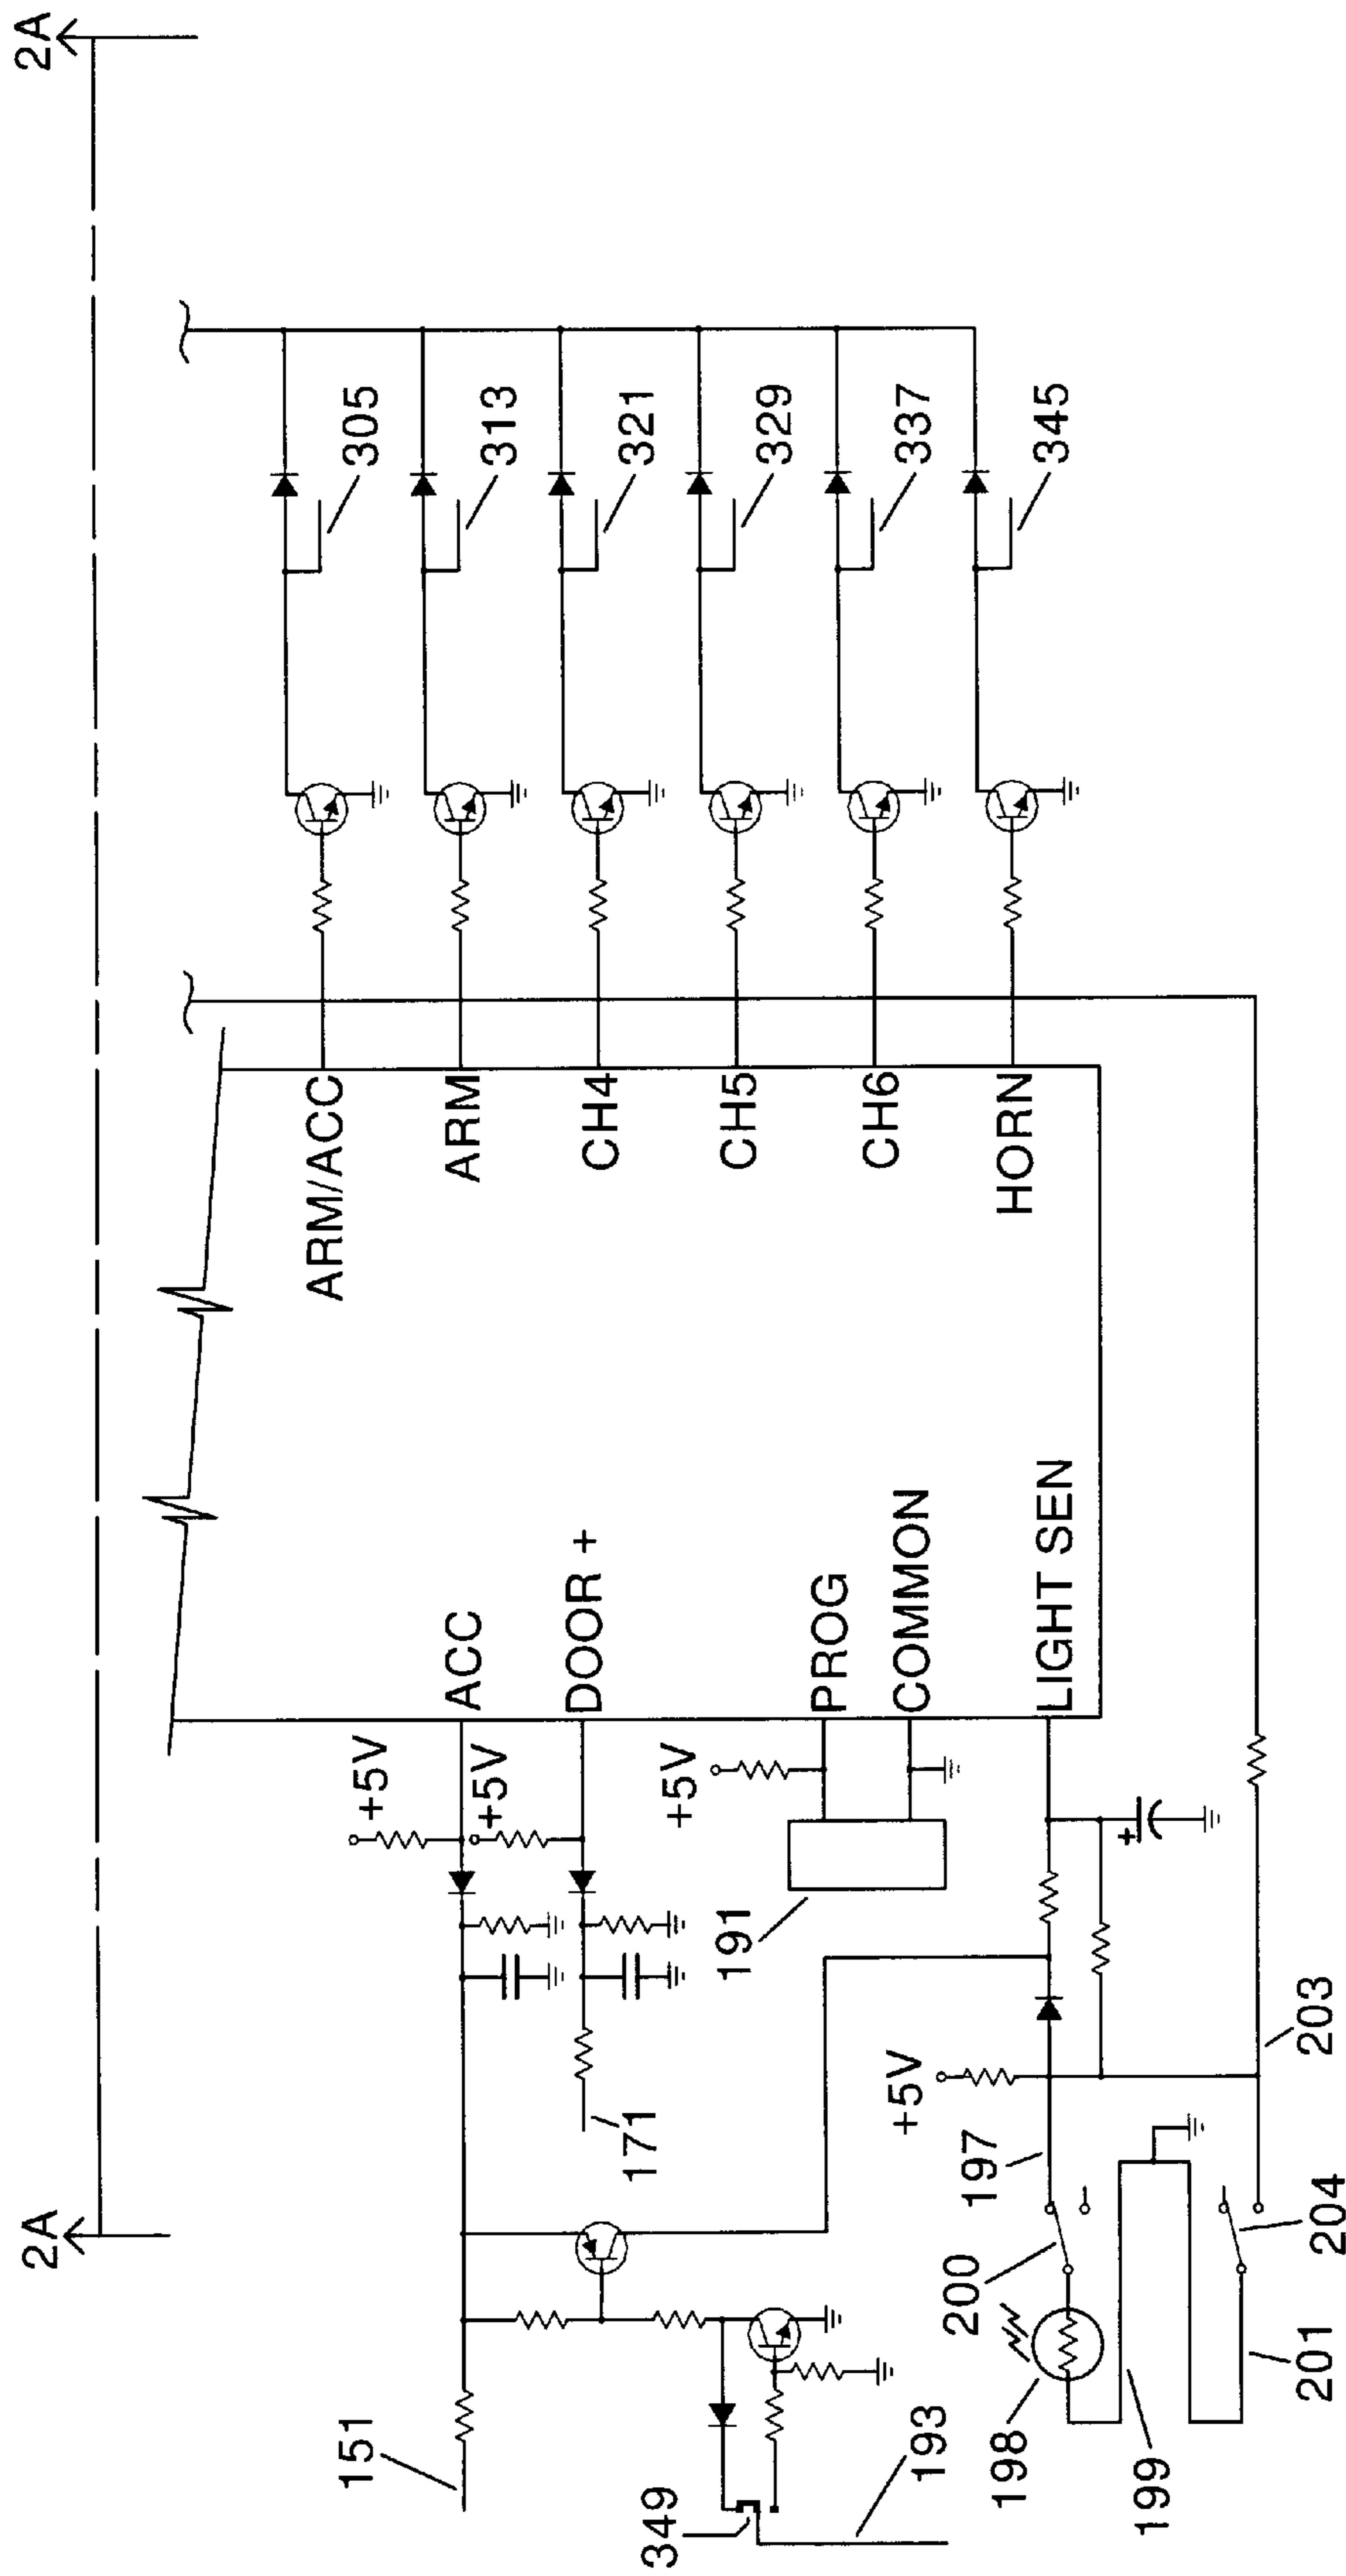 2A
2A
151
+5V
ACC
ARM/ACC
305
+5V
171
DOOR +
ARM
313
CH4
321
349
193
+5V
191
PROG
COMMON
CH5
329
CH6
337
200
197
+5V
198
LIGHT SEN
HORN
345
+
199
201
204
203